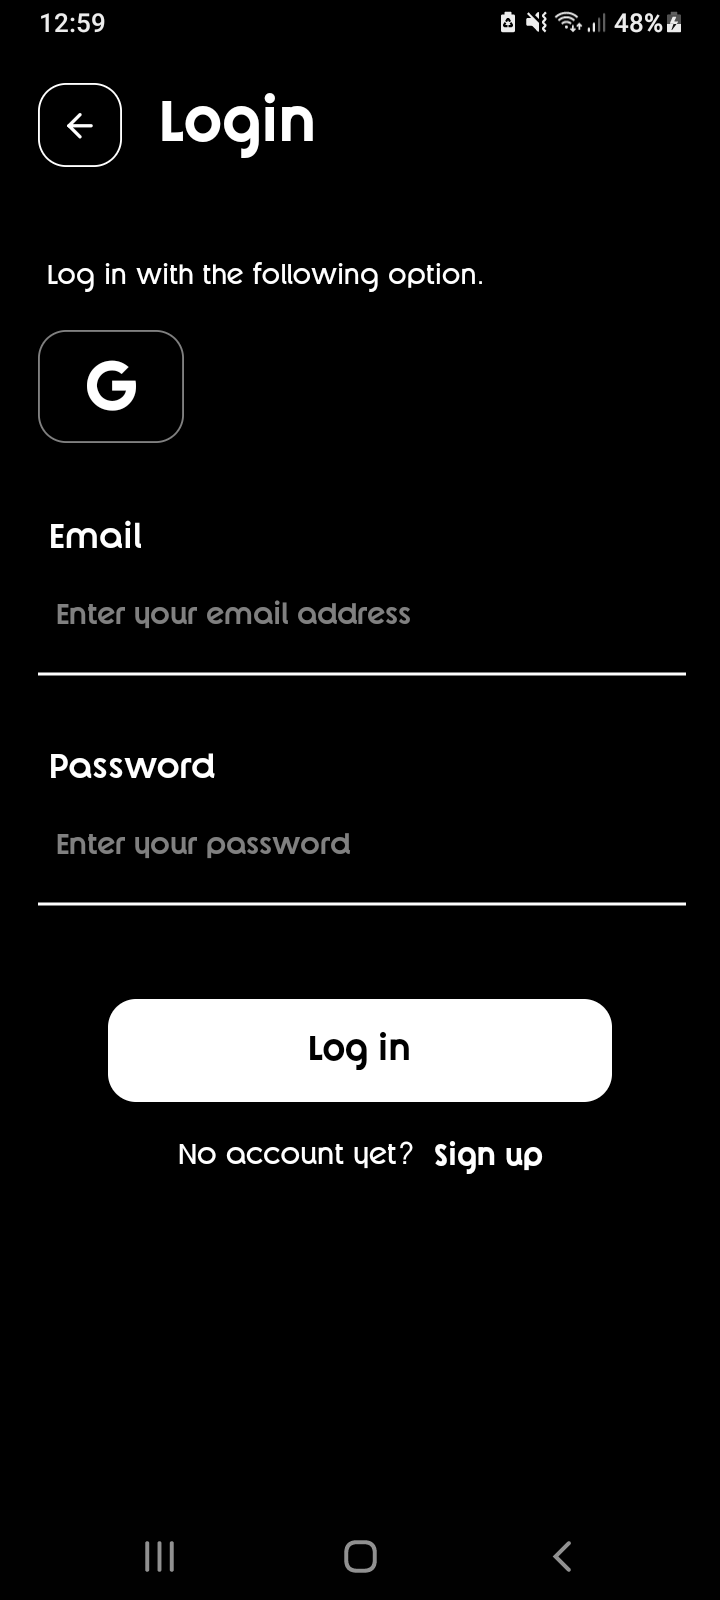 12:59
48%
Login
Log in with the following option.
G
Email
Enter your email address
Password
Enter your password
Log in
No account yet? Sign up